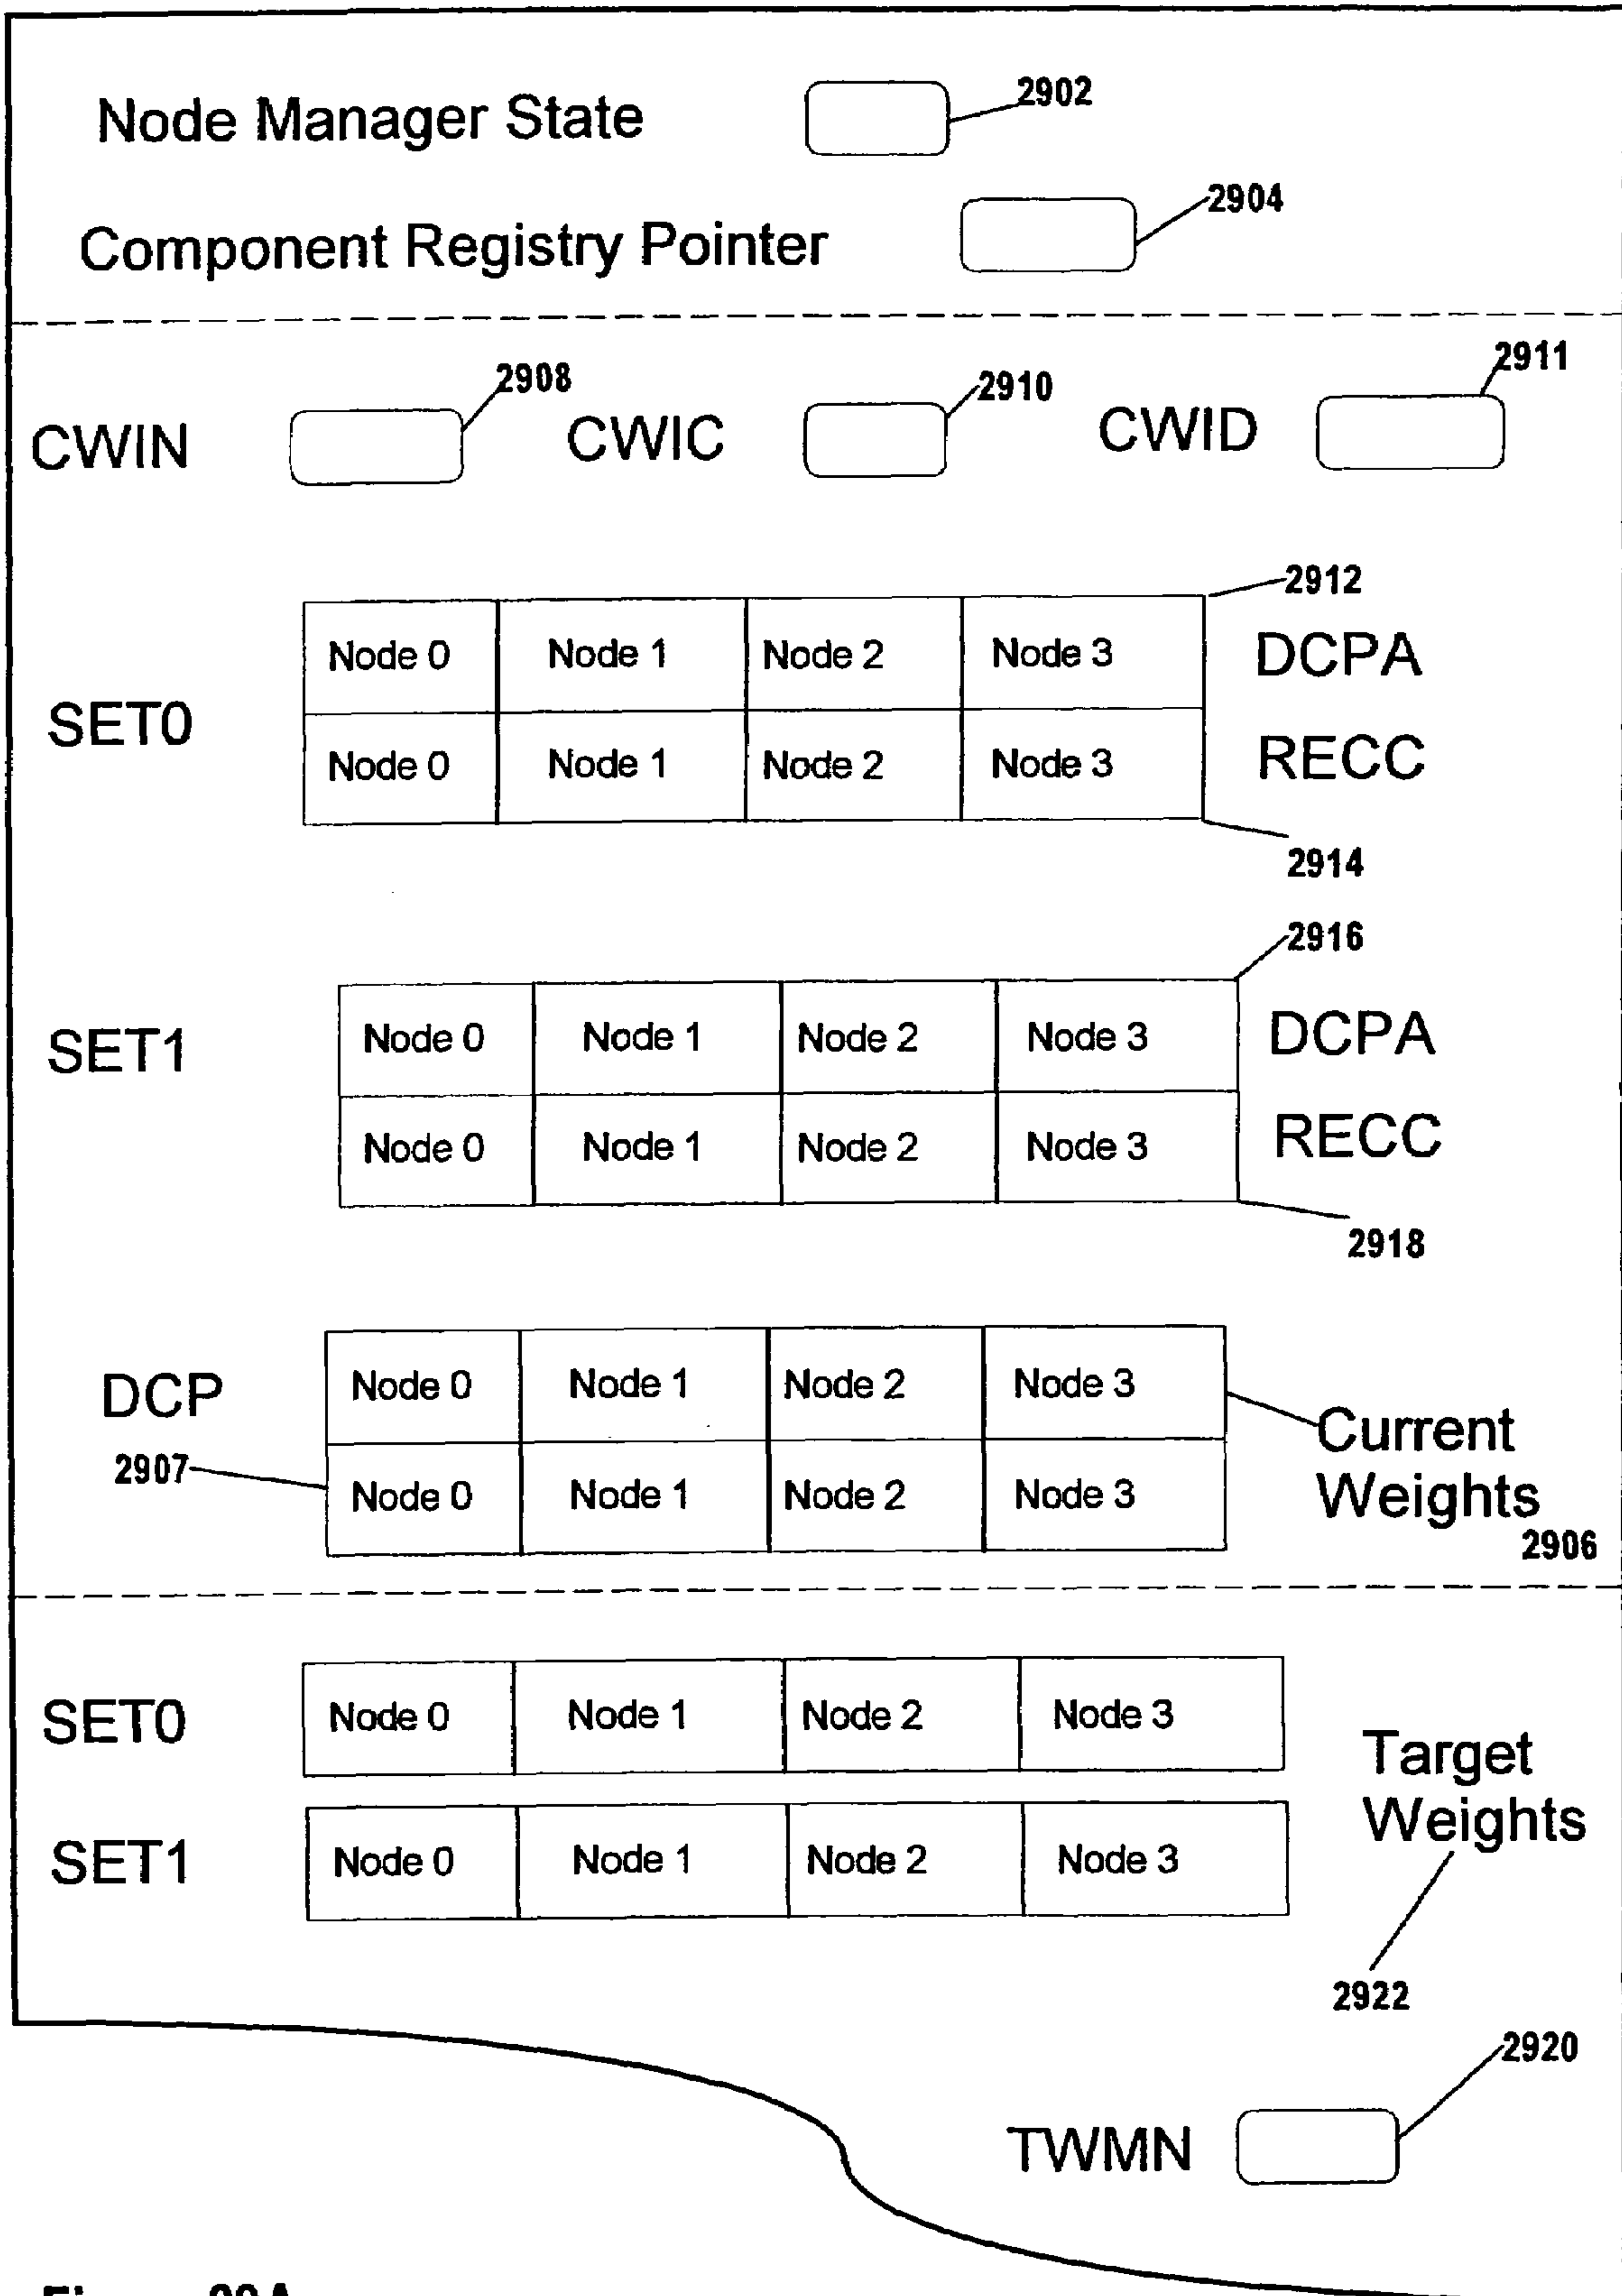 Node Manager State 2902
Component Registry Pointer 2904
CWIN 2908 CWIC 2910 CWID 2911
2912
Node 0 Node 1 Node 2 Node 3 DCPA
SET0
Node 0 Node 1 Node 2 Node 3 RECC
2914
2916
Node 0 Node 1 Node 2 Node 3 DCPA
SET1
Node 0 Node 1 Node 2 Node 3 RECC
2918
DCP Node 0 Node 1 Node 2 Node 3
Current
2907 Node 0 Node 1 Node 2 Node 3
Weights
2906
SET0 Node 0 Node 1 Node 2 Node 3
Target
Weights
SET1 Node 0 Node 1 Node 2 Node 3
2922
2920
TWMN